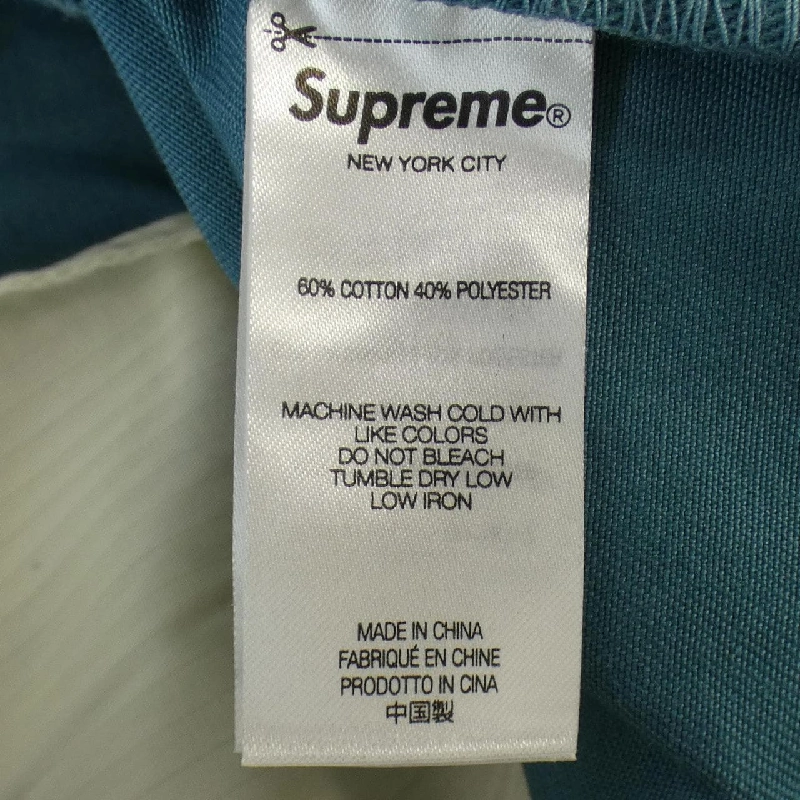 Supreme®
NEW YORK CITY
60% COTTON 40% POLYESTER
MACHINE WASH COLD WITH
LIKE COLORS
DO NOT BLEACH
TUMBLE DRY LOW
LOW IRON
MADE IN CHINA
FABRIQUÉ EN CHINE
PRODOTTO IN CINA
中国製